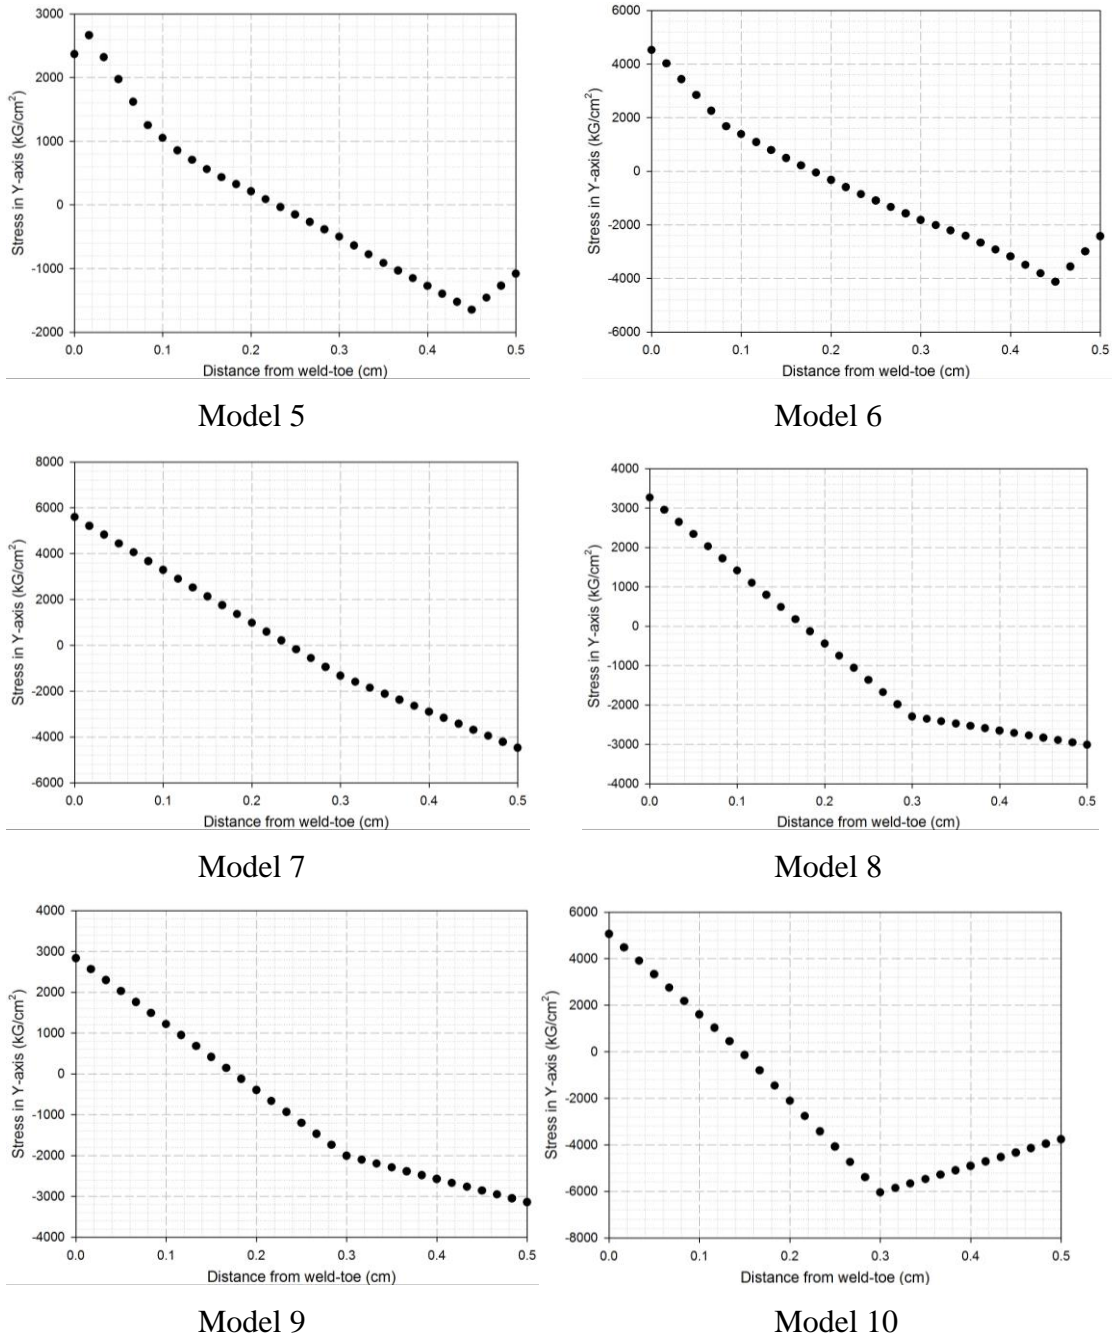 3000
2000
1000
0
-1000
-2000
Stress in Y-axis (kG/cm²)
0.0 0.1 0.2 0.3 0.4 0.5
Distance from weld-toe (cm)
Model 5
6000
4000
2000
0
-2000
-4000
-6000
Stress in Y-axis (kG/cm²)
0.0 0.1 0.2 0.3 0.4 0.5
Distance from weld-toe (cm)
Model 6
8000
6000
4000
2000
0
-2000
-4000
-6000
Stress in Y-axis (kG/cm²)
0.0 0.1 0.2 0.3 0.4 0.5
Distance from weld-toe (cm)
Model 7
4000
3000
2000
1000
0
-1000
-2000
-3000
-4000
Stress in Y-axis (kG/cm²)
0.0 0.1 0.2 0.3 0.4 0.5
Distance from weld-toe (cm)
Model 8
4000
3000
2000
1000
0
-1000
-2000
-3000
-4000
Stress in Y-axis (kG/cm²)
0.0 0.1 0.2 0.3 0.4 0.5
Distance from weld-toe (cm)
Model 9
6000
4000
2000
0
-2000
-4000
-6000
-8000
Stress in Y-axis (kG/cm²)
0.0 0.1 0.2 0.3 0.4 0.5
Distance from weld-toe (cm)
Model 10